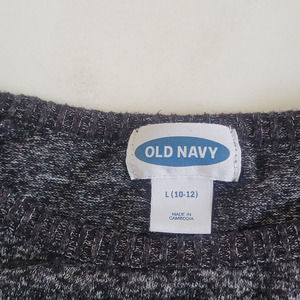 OLD NAVY
L (10-12)
MADE IN
CAMBODIA